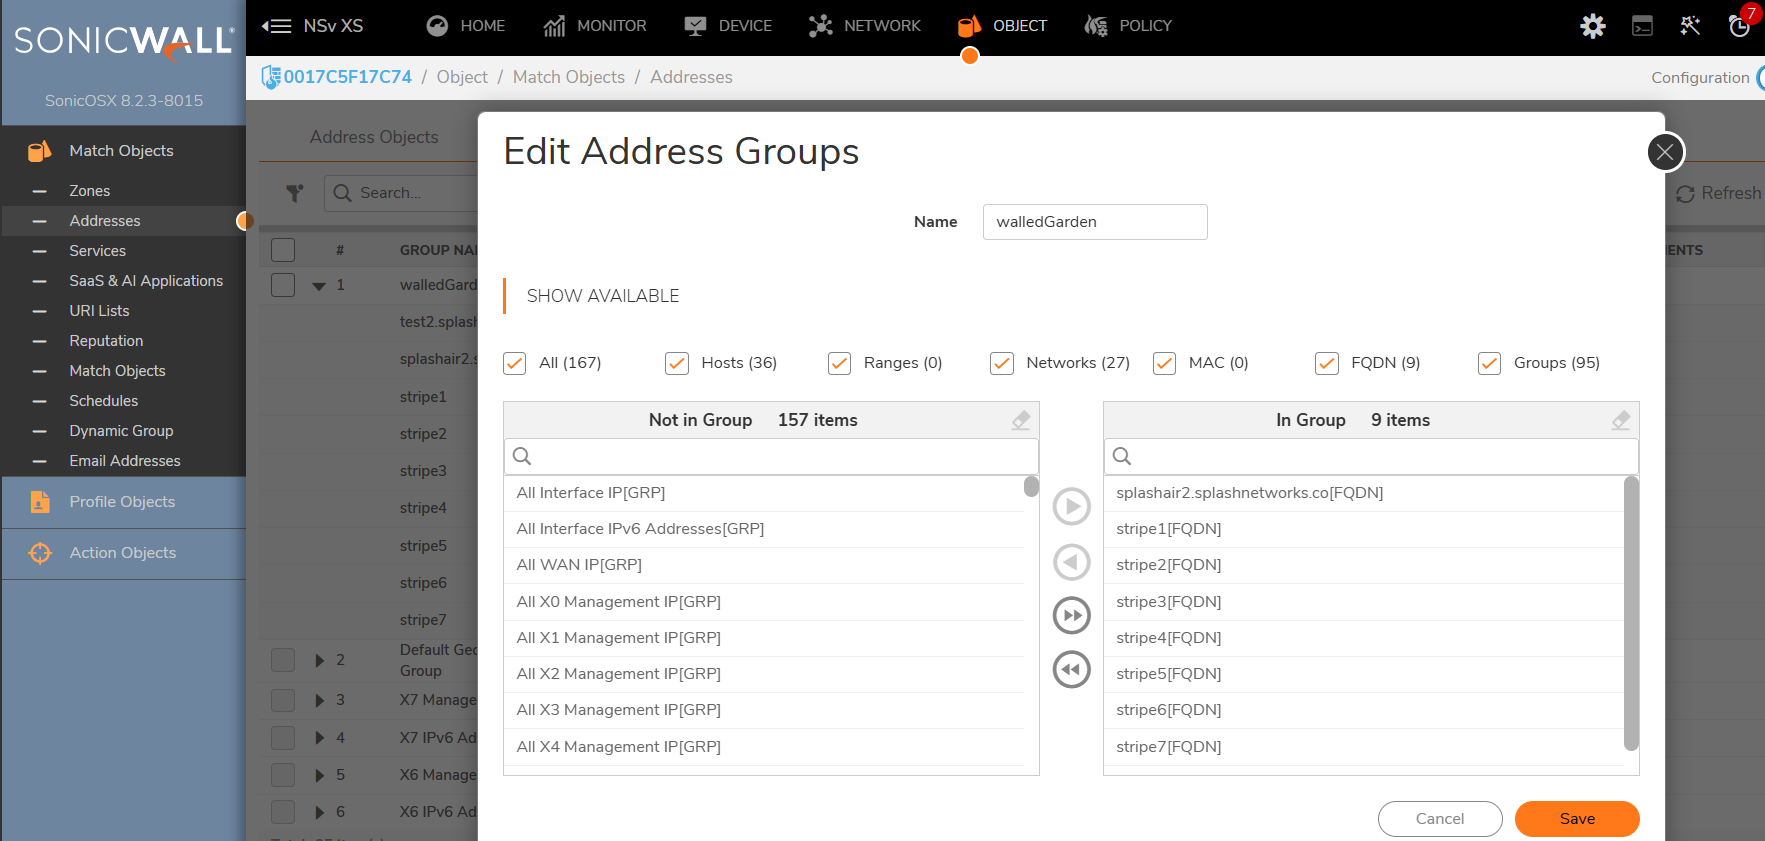 SONICWALL
SonicOSX 8.2.3-8015
NSv XS
HOME
MONITOR
DEVICE
NETWORK
OBJECT
POLICY
7
0017C5F17C74 / Object / Match Objects / Addresses
Configuration
Match Objects
Zones
Addresses
Services
SaaS & AI Applications
URI Lists
Reputation
Match Objects
Schedules
Dynamic Group
Email Addresses
Profile Objects
Action Objects
Address Objects
Search...
Refresh
# GROUP NA
ENTS
1 walledGard
test2.splash
splashair2.s
stripe1
stripe2
stripe3
stripe4
stripe5
stripe6
stripe7
2 Default Geo
Group
3 X7 Manage
4 X7 IPv6 Ad
5 X6 Manage
6 X6 IPv6 Ad
Edit Address Groups
Name walledGarden
SHOW AVAILABLE
All (167) Hosts (36) Ranges (0) Networks (27) MAC (0) FQDN (9) Groups (95)
Not in Group 157 items
All Interface IP[GRP]
All Interface IPv6 Addresses[GRP]
All WAN IP[GRP]
All X0 Management IP[GRP]
All X1 Management IP[GRP]
All X2 Management IP[GRP]
All X3 Management IP[GRP]
All X4 Management IP[GRP]
In Group 9 items
splashair2.splashnetworks.co[FQDN]
stripe1[FQDN]
stripe2[FQDN]
stripe3[FQDN]
stripe4[FQDN]
stripe5[FQDN]
stripe6[FQDN]
stripe7[FQDN]
Cancel
Save